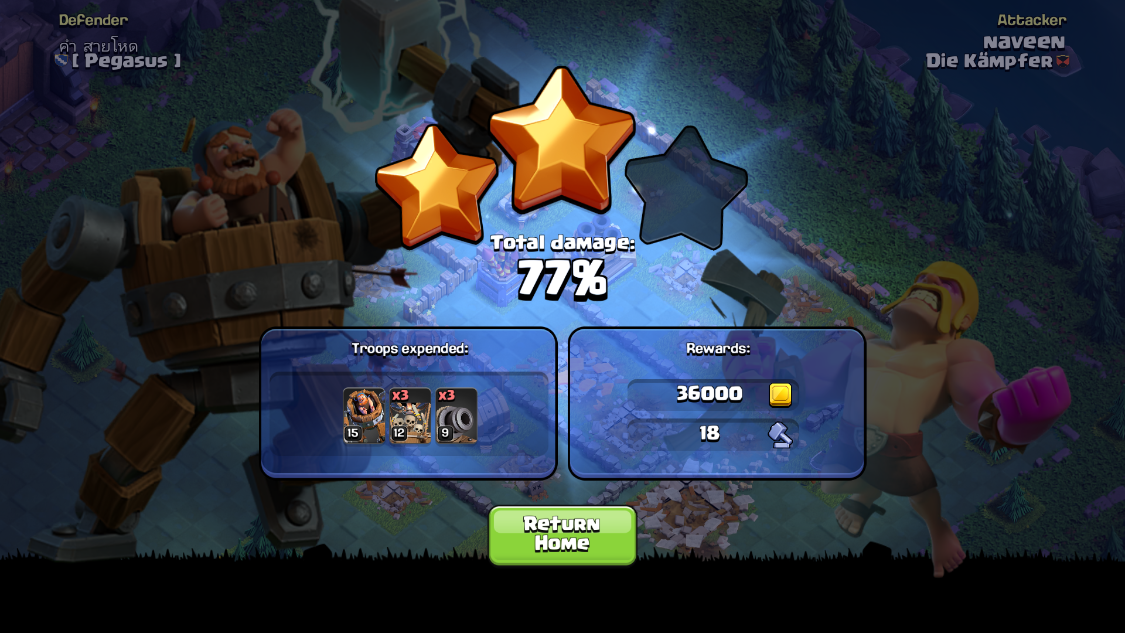 Defender
คำ สายโหด
[ Pegasus ]
Attacker
Naveen
Die Kämpfer
Total damage:
77%
Troops expended:
15
x3
12
x3
9
Rewards:
36000
18
Return
Home